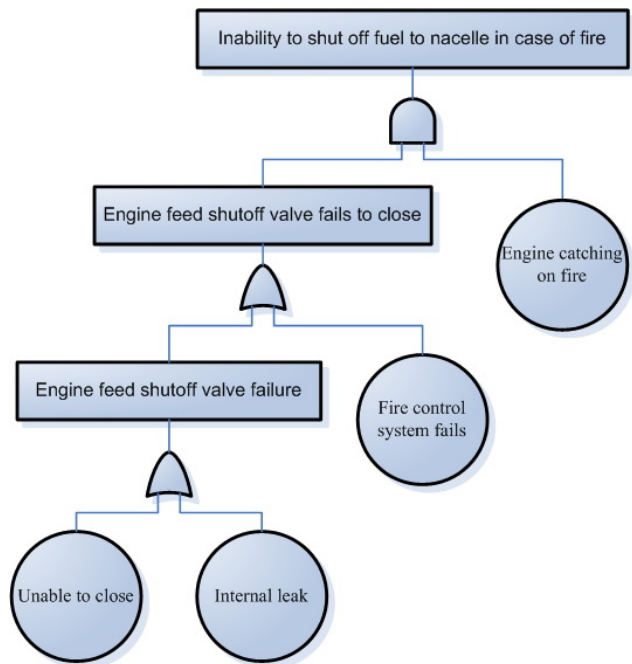 Inability to shut off fuel to nacelle in case of fire
Engine feed shutoff valve fails to close
Engine catching
on fire
Engine feed shutoff valve failure
Fire control
system fails
Unable to close
Internal leak